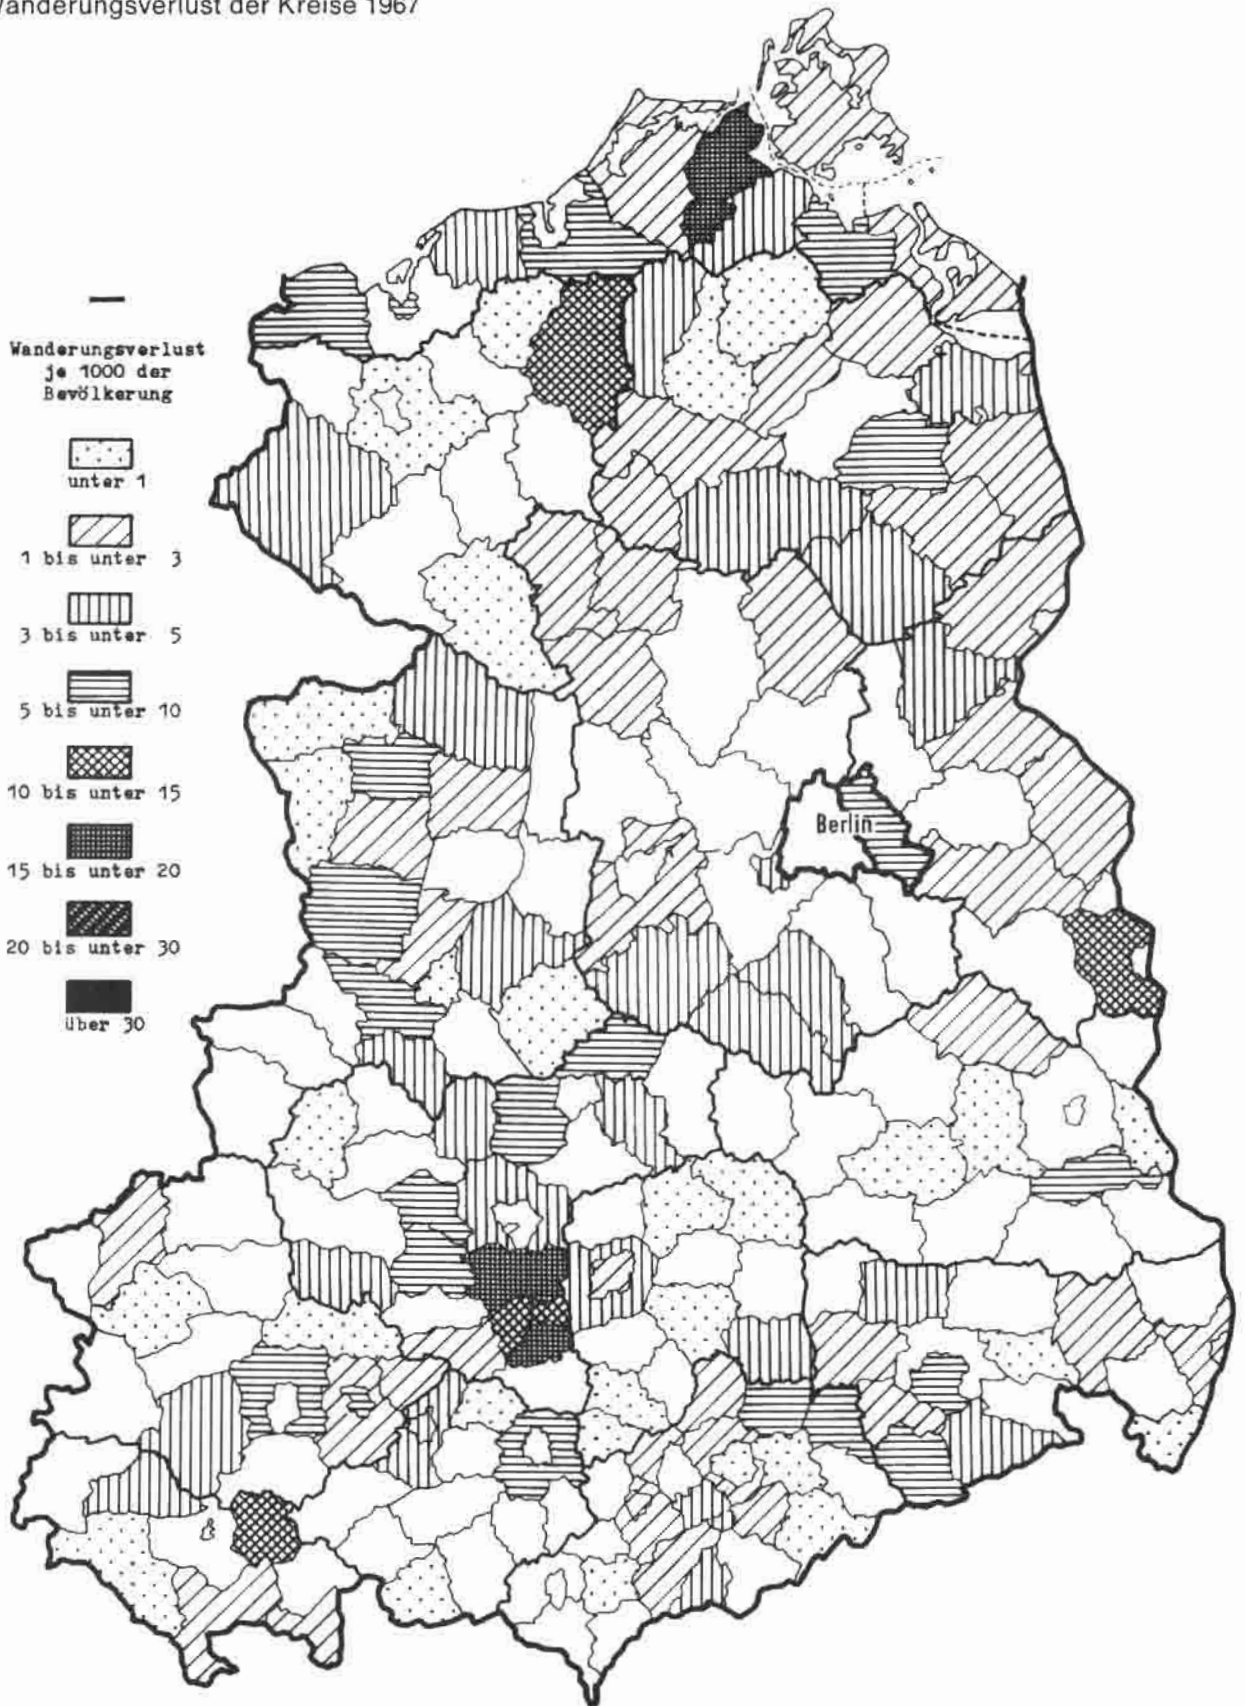 Wanderungsverlust der Kreise 1967
Wanderungsverlust
je 1000 der
Bevölkerung
unter 1
1 bis unter 3
3 bis unter 5
5 bis unter 10
10 bis unter 15
15 bis unter 20
20 bis unter 30
über 30
Berlin